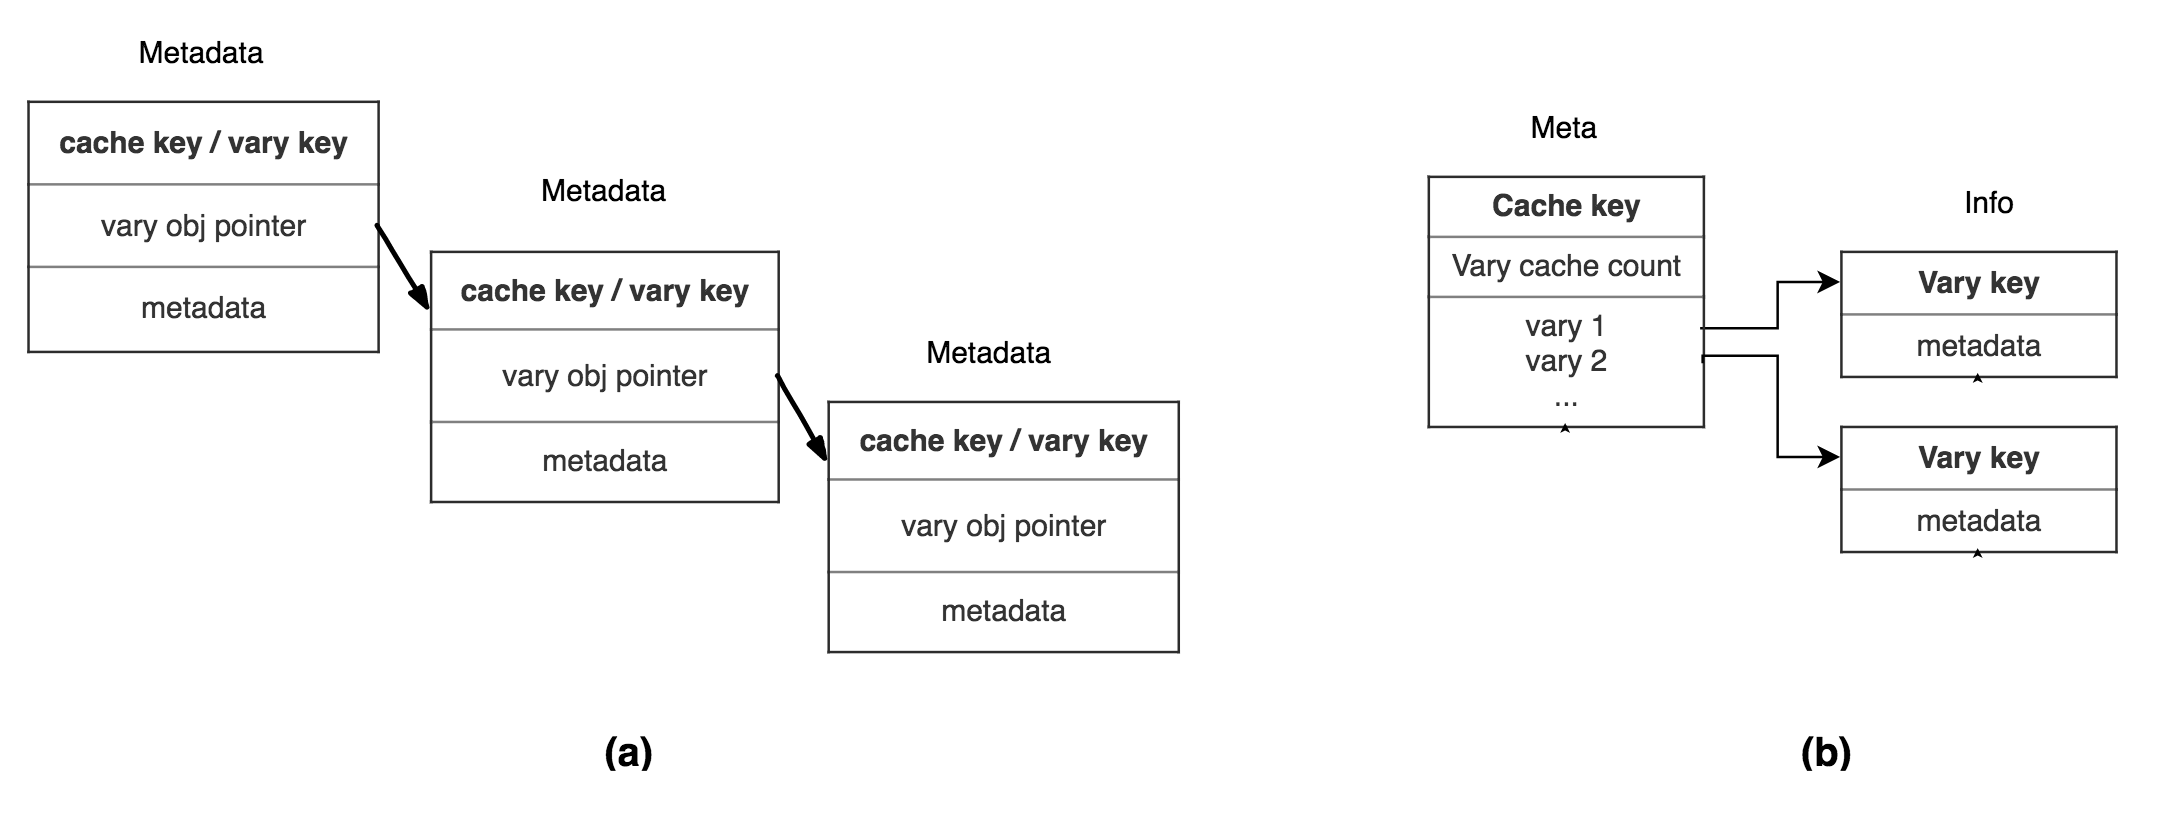 Metadata
cache key / vary key
vary obj pointer
metadata
Metadata
cache key / vary key
vary obj pointer
metadata
Metadata
cache key / vary key
vary obj pointer
metadata
(a)
Meta
Cache key
Vary cache count
vary 1
vary 2
...
Info
Vary key
metadata
Vary key
metadata
(b)